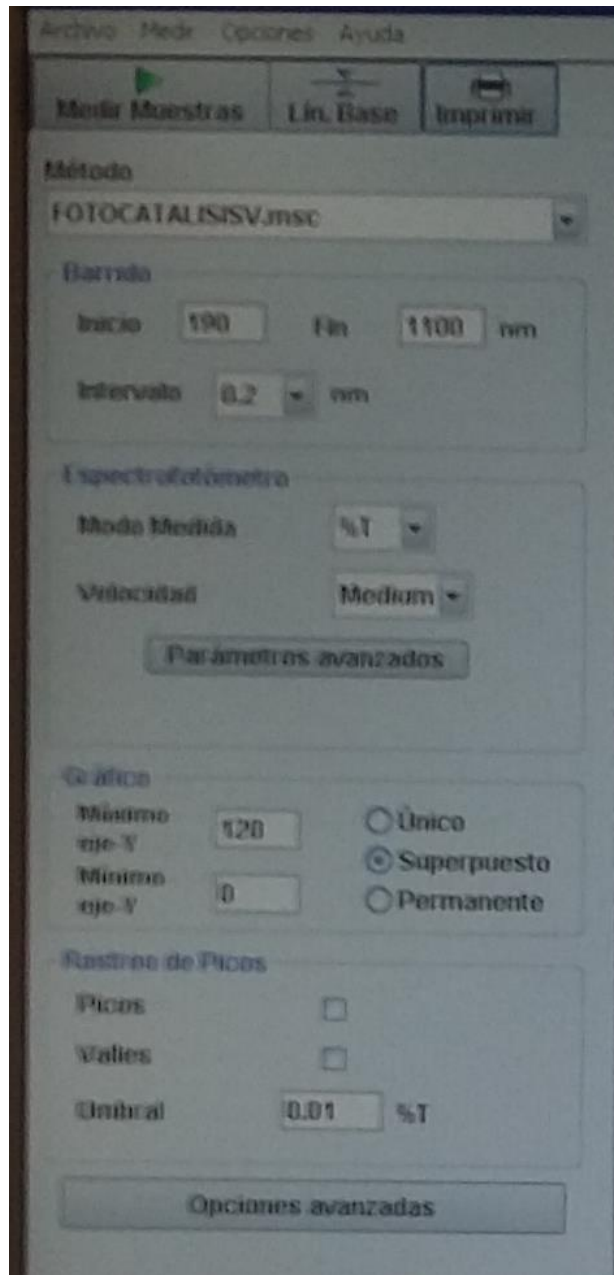 Archivo Medir Opciones Ayuda
Medir Muestras Lín. Base Imprimir
Método
FOTOCATALISISV.msc
Barrido
Inicio 190 Fin 1100 nm
Intervalo 0.2 nm
Espectrofotómetro
Modo Medida %T
Velocidad Medium
Parámetros avanzados
Gráfico
Mínimo eje-Y 120
Mínimo eje-Y 0
Único
Superpuesto
Permanente
Rastreo de Picos
Picos
Valles
Umbral 0.01 %T
Opciones avanzadas